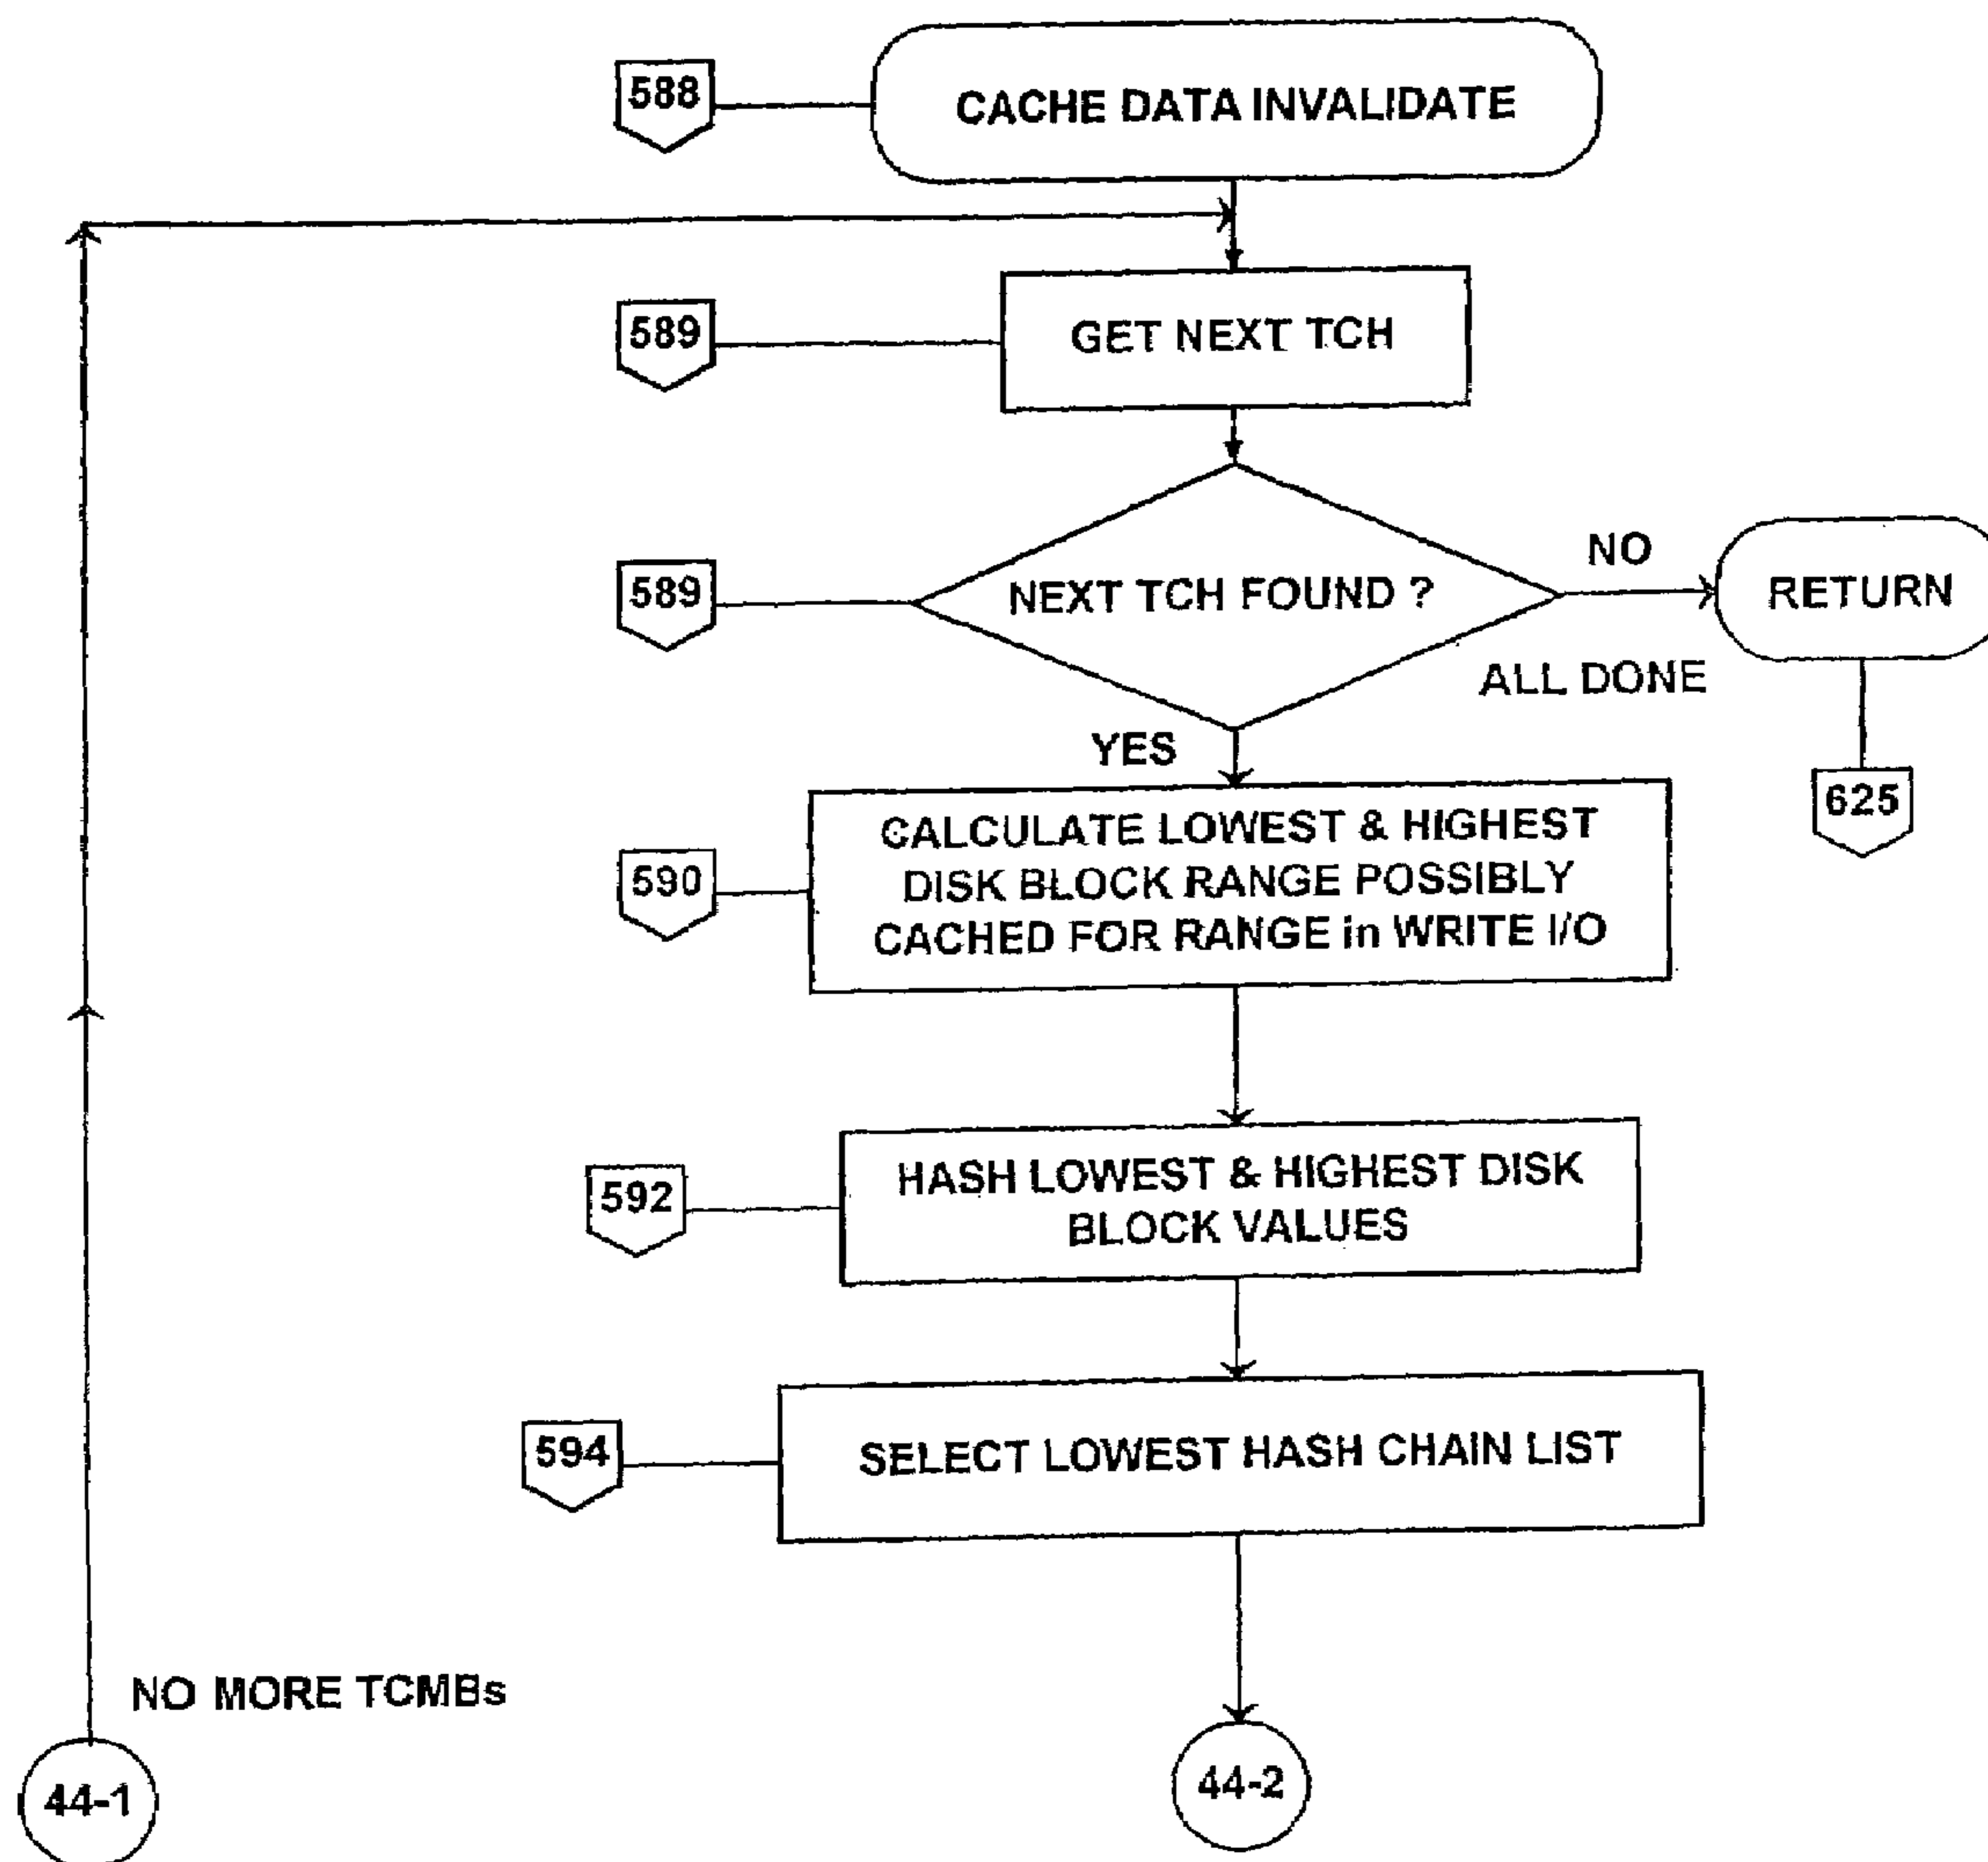 588
CACHE DATA INVALIDATE
589
GET NEXT TCH
589
NEXT TCH FOUND ?
NO
RETURN
ALL DONE
YES
625
590
CALCULATE LOWEST & HIGHEST
DISK BLOCK RANGE POSSIBLY
CACHED FOR RANGE in WRITE I/O
592
HASH LOWEST & HIGHEST DISK
BLOCK VALUES
594
SELECT LOWEST HASH CHAIN LIST
NO MORE TCMBs
44-1
44-2